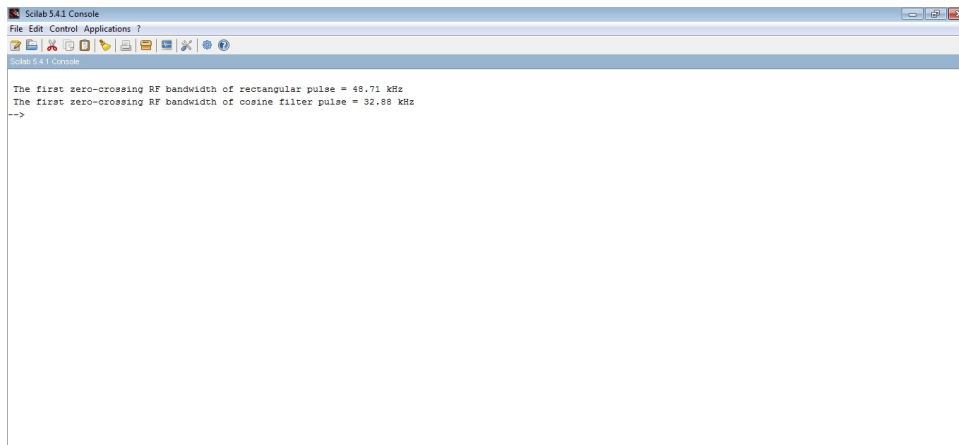 Scilab 5.4.1 Console
File Edit Control Applications ?
Scilab 5.4.1 Console
The first zero-crossing RF bandwidth of rectangular pulse = 48.71 kHz
The first zero-crossing RF bandwidth of cosine filter pulse = 32.88 kHz
-->